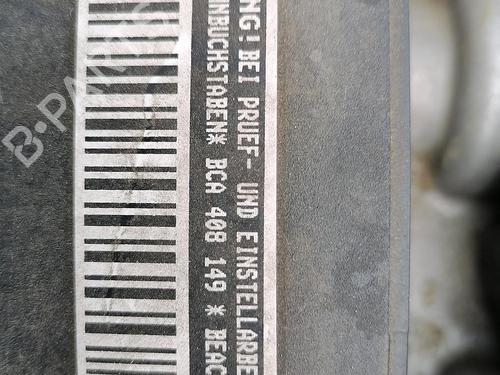 NG! BEI PRUEF- UND EINSTELLARBE
NBUCHSTABEN* BCA 408 149 * BEAC
B-PARTS